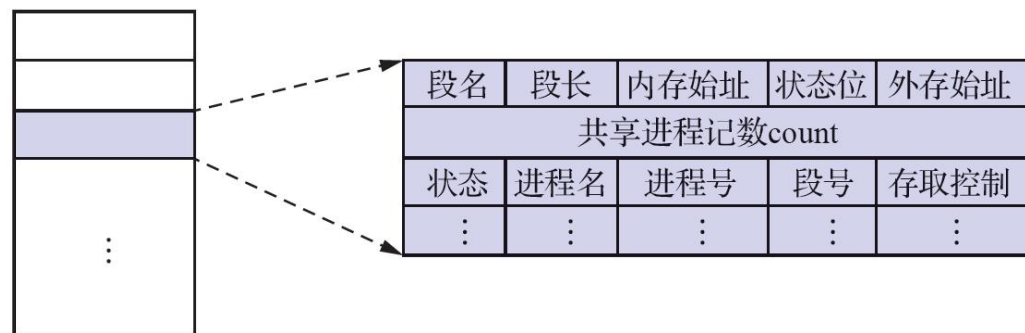 段名 段长 内存始址 状态位 外存始址
共享进程记数count
状态 进程名 进程号 段号 存取控制
⋮ ⋮ ⋮ ⋮ ⋮ ⋮